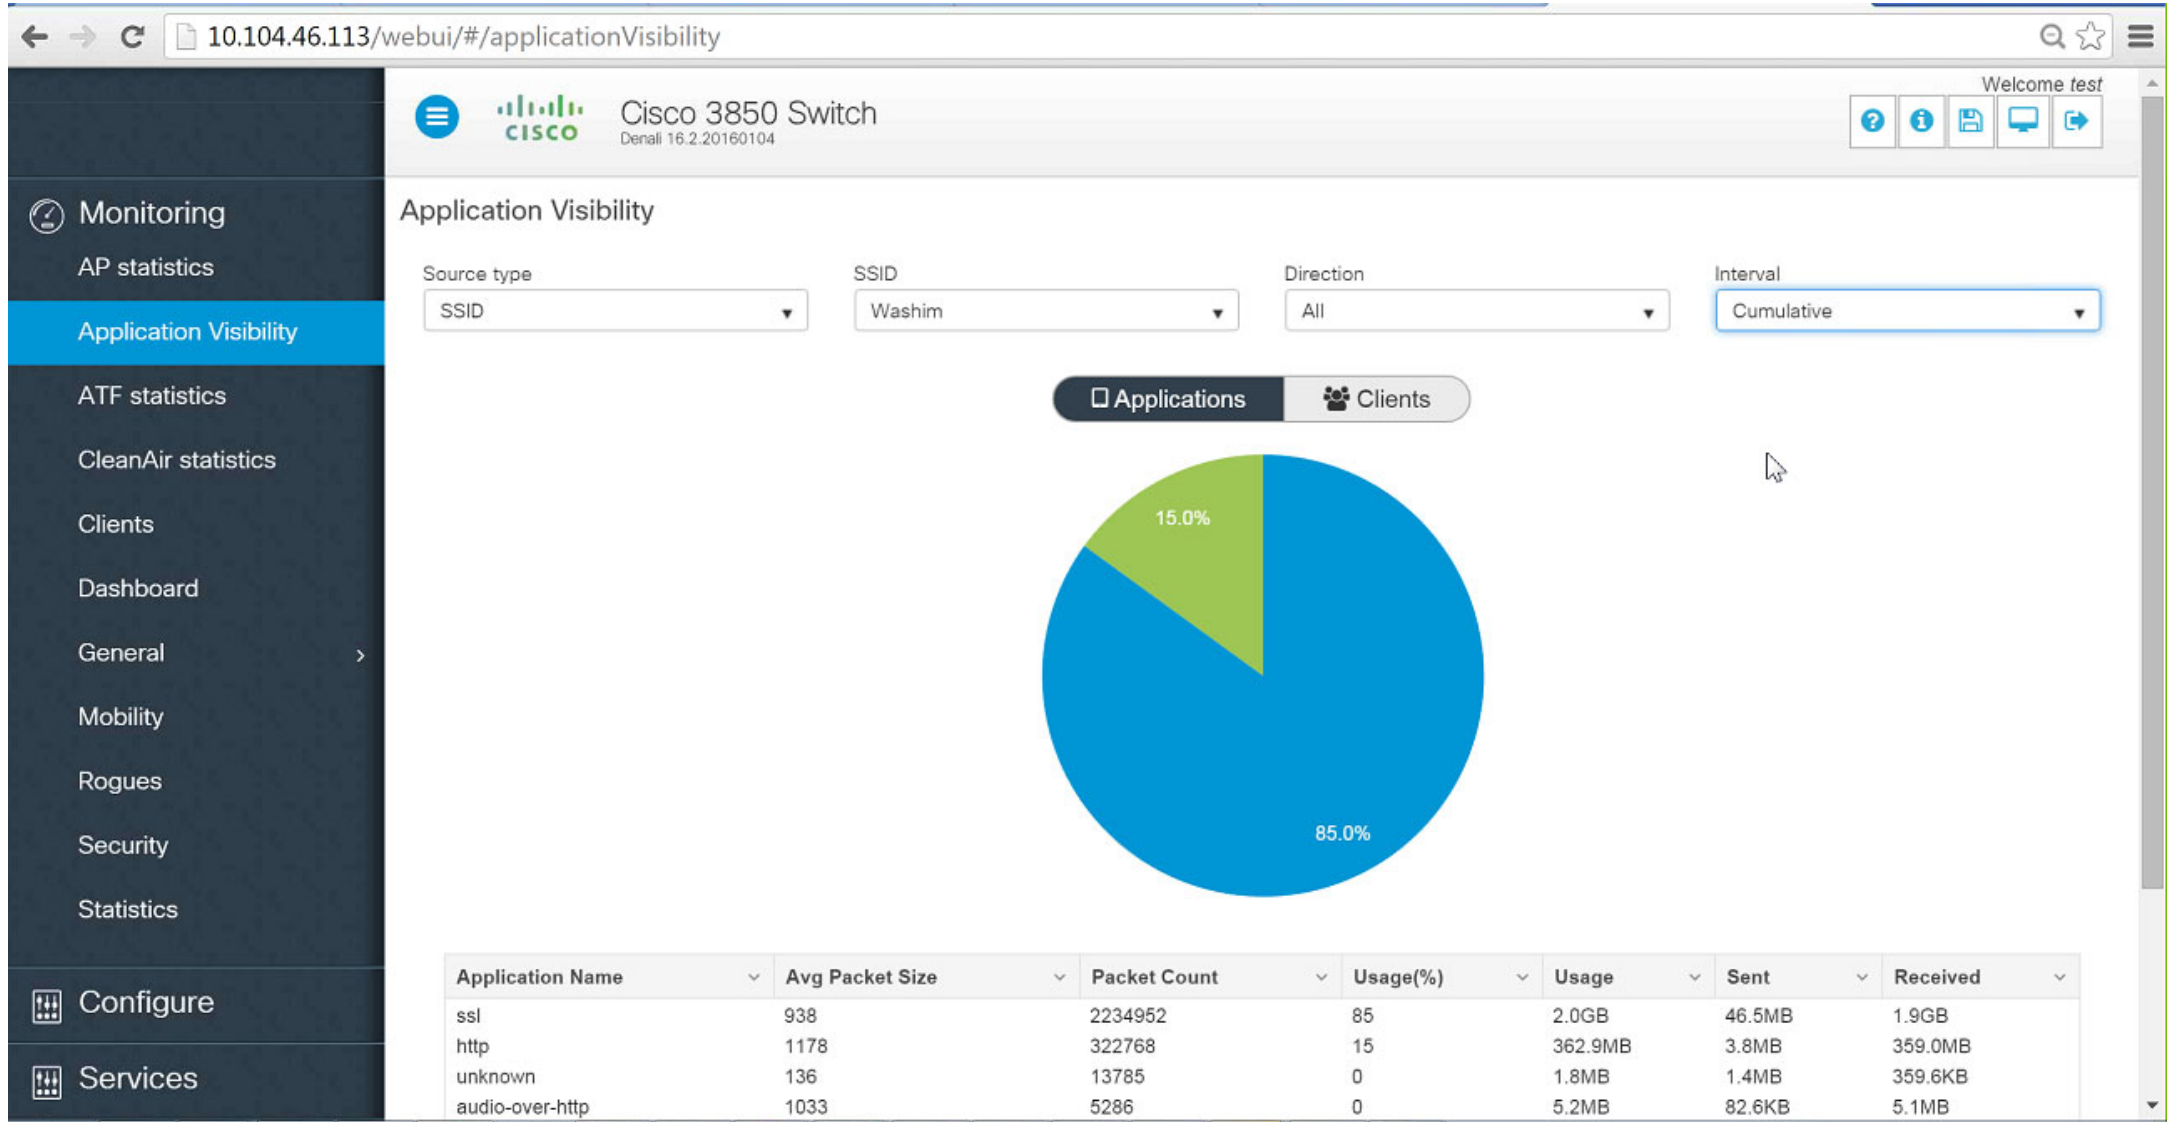 10.104.46.113/webui/#/applicationVisibility
Welcome test
CISCO
Cisco 3850 Switch
Denali 16.2.20160104
Monitoring
AP statistics
Application Visibility
ATF statistics
CleanAir statistics
Clients
Dashboard
General
Mobility
Rogues
Security
Statistics
Configure
Services
Application Visibility
Source type SSID Direction Interval
SSID Washim All Cumulative
Applications Clients
15.0%
85.0%
Application Name Avg Packet Size Packet Count Usage(%) Usage Sent Received
ssl 938 2234952 85 2.0GB 46.5MB 1.9GB
http 1178 322768 15 362.9MB 3.8MB 359.0MB
unknown 136 13785 0 1.8MB 1.4MB 359.6KB
audio-over-http 1033 5286 0 5.2MB 82.6KB 5.1MB